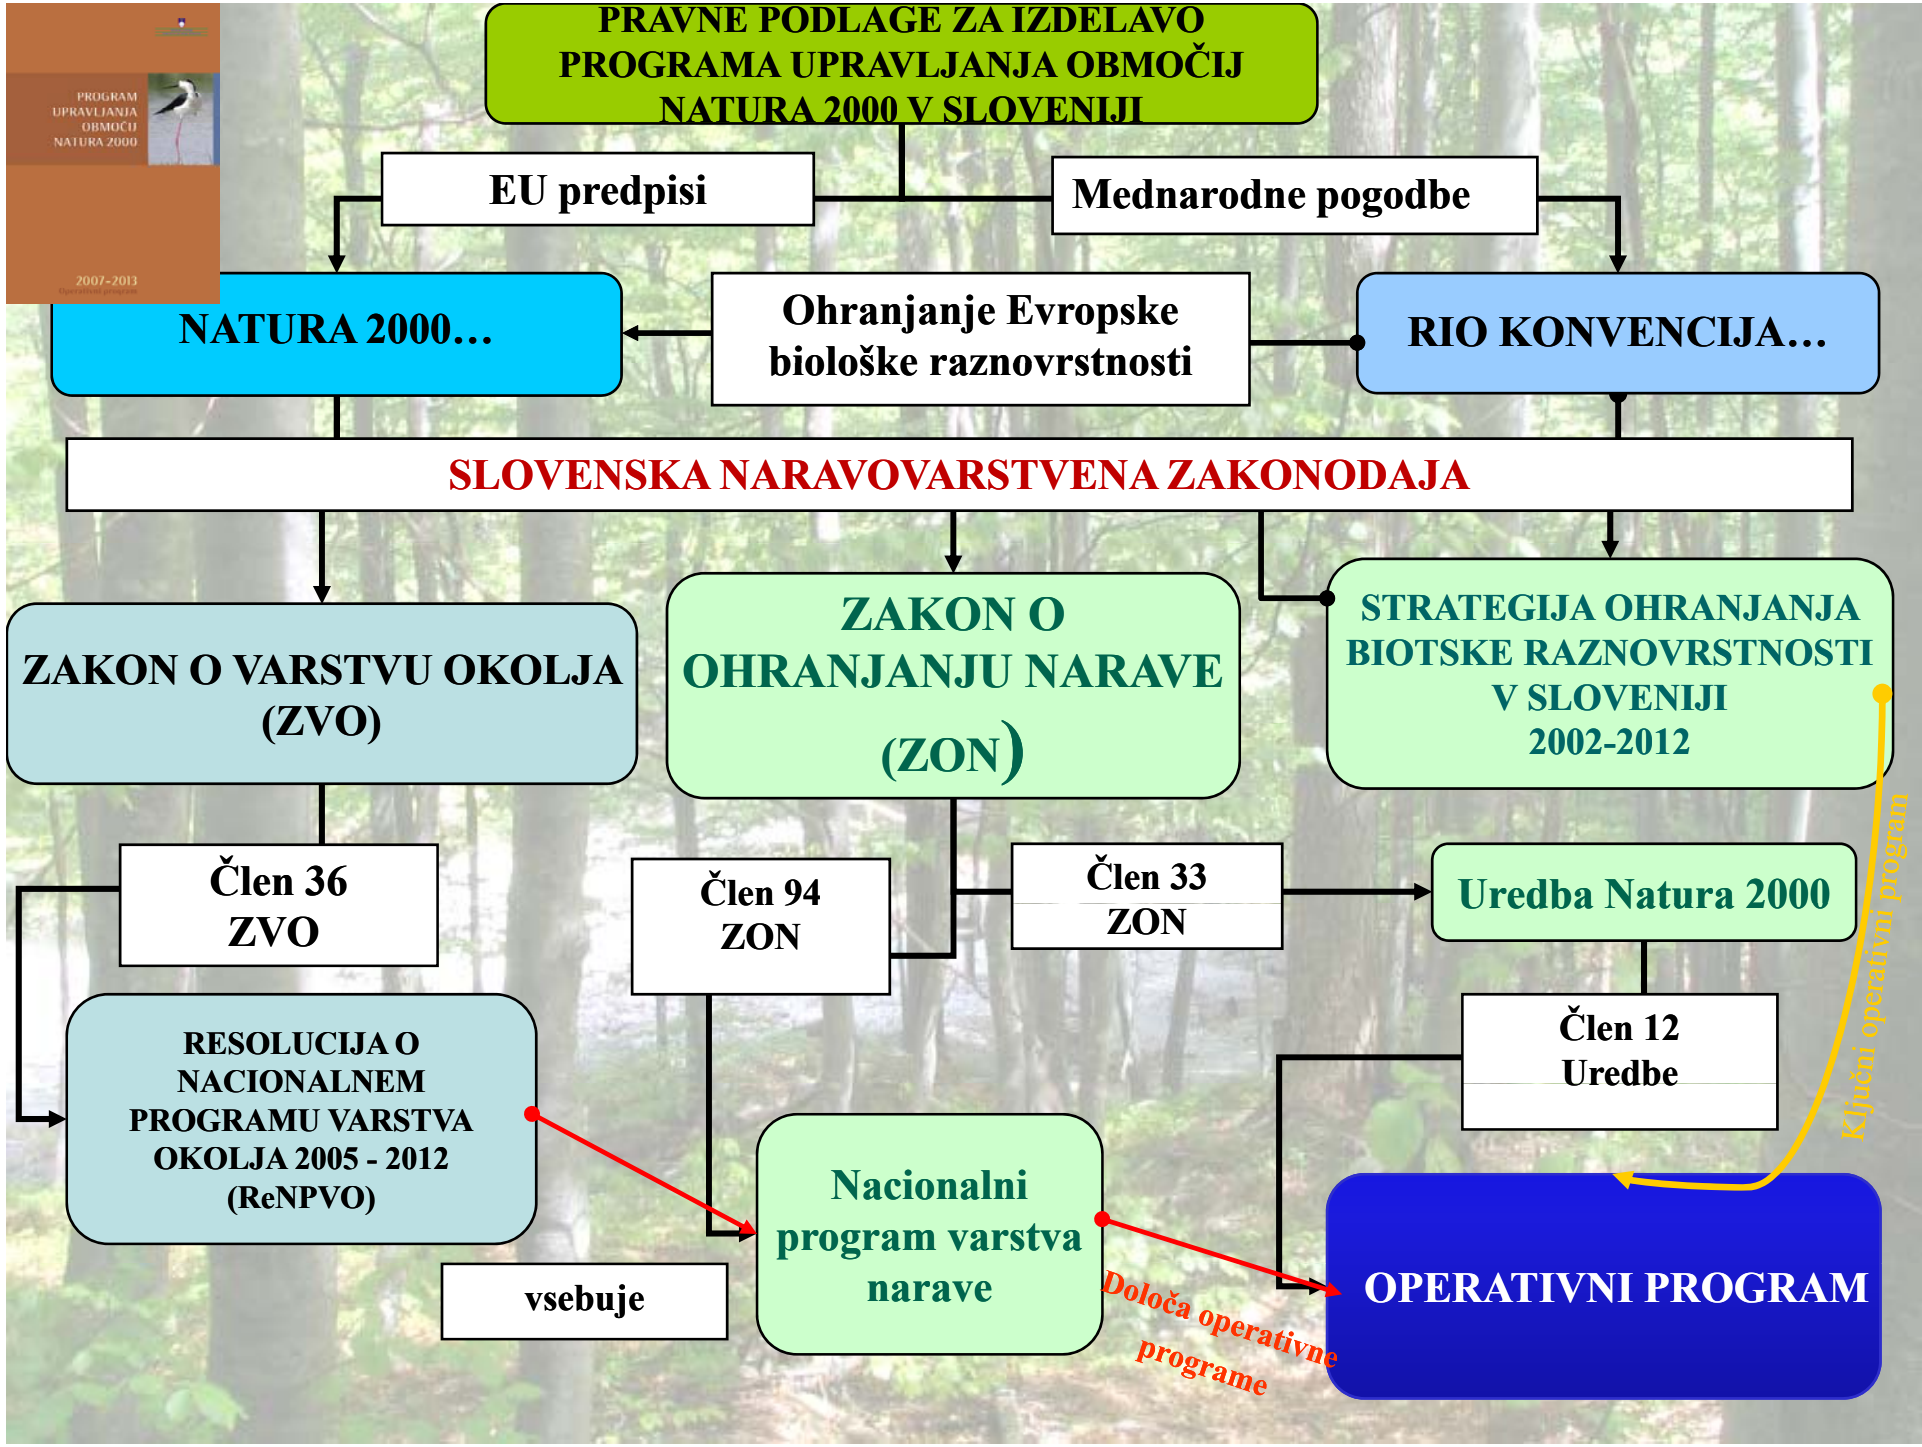 PRAVNE PODLAGE ZA IZDELAVO
PROGRAMA UPRAVLJANJA OBMOČIJ
NATURA 2000 V SLOVENIJI
PROGRAM
UPRAVLJANJA
OBMOČIJ
NATURA 2000
2007-2013
Operativni program
EU predpisi
Mednarodne pogodbe
NATURA 2000…
Ohranjanje Evropske
biološke raznovrstnosti
RIO KONVENCIJA…
SLOVENSKA NARAVOVARSTVENA ZAKONODAJA
ZAKON O VARSTVU OKOLJA
(ZVO)
ZAKON O
OHRANJANJU NARAVE
(ZON)
STRATEGIJA OHRANJANJA
BIOTSKE RAZNOVRSTNOSTI
V SLOVENIJI
2002-2012
Člen 36
ZVO
Člen 94
ZON
Člen 33
ZON
Uredba Natura 2000
Ključni operativni program
Člen 12
Uredbe
RESOLUCIJA O
NACIONALNEM
PROGRAMU VARSTVA
OKOLJA 2005 - 2012
(ReNPVO)
vsebuje
Nacionalni
program varstva
narave
Določa operativne
programe
OPERATIVNI PROGRAM